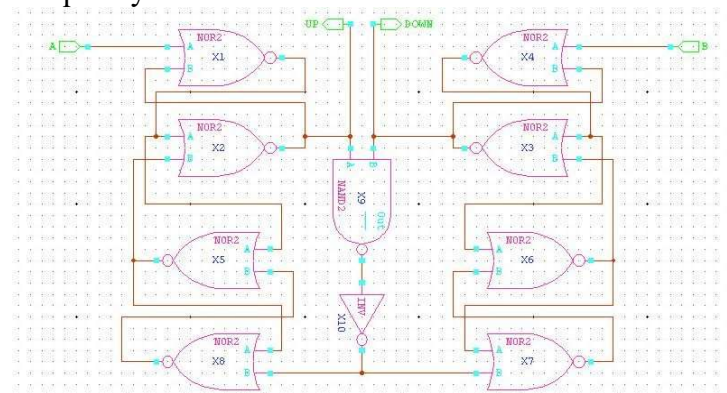 UP DOWN
A NOR2 NOR2 B
A A
X1 X4
B B
NOR2 NOR2
A A
X2 X3
B B
A B
NAND2 X9 Out
NOR2 NOR2
A A
X5 X6
B B
INV X10
NOR2 NOR2
A A
X8 X7
B B